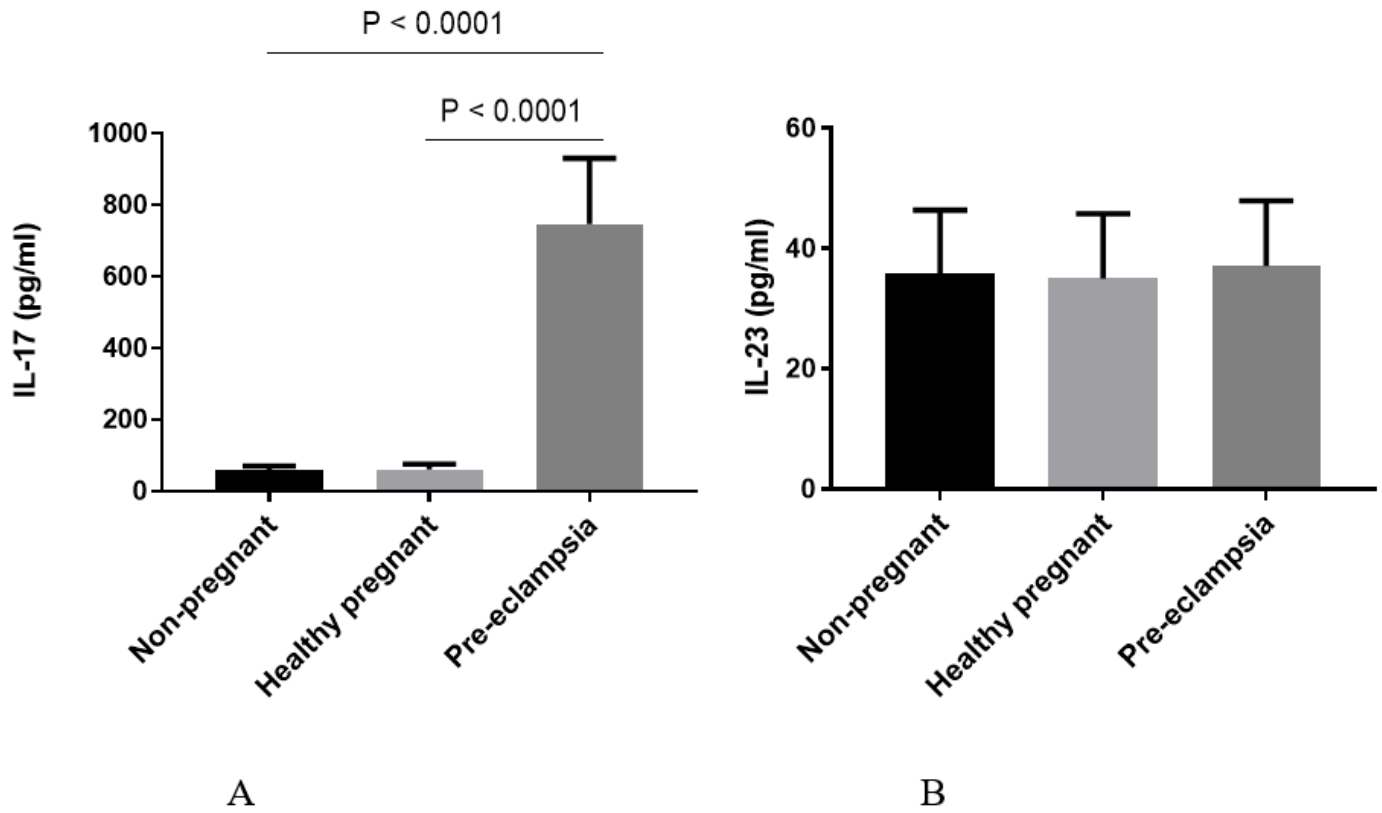 P < 0.0001
P < 0.0001
IL-17 (pg/ml)
1000
800
600
400
200
0
Non-pregnant
Healthy pregnant
Pre-eclampsia
A
IL-23 (pg/ml)
60
40
20
0
Non-pregnant
Healthy pregnant
Pre-eclampsia
B